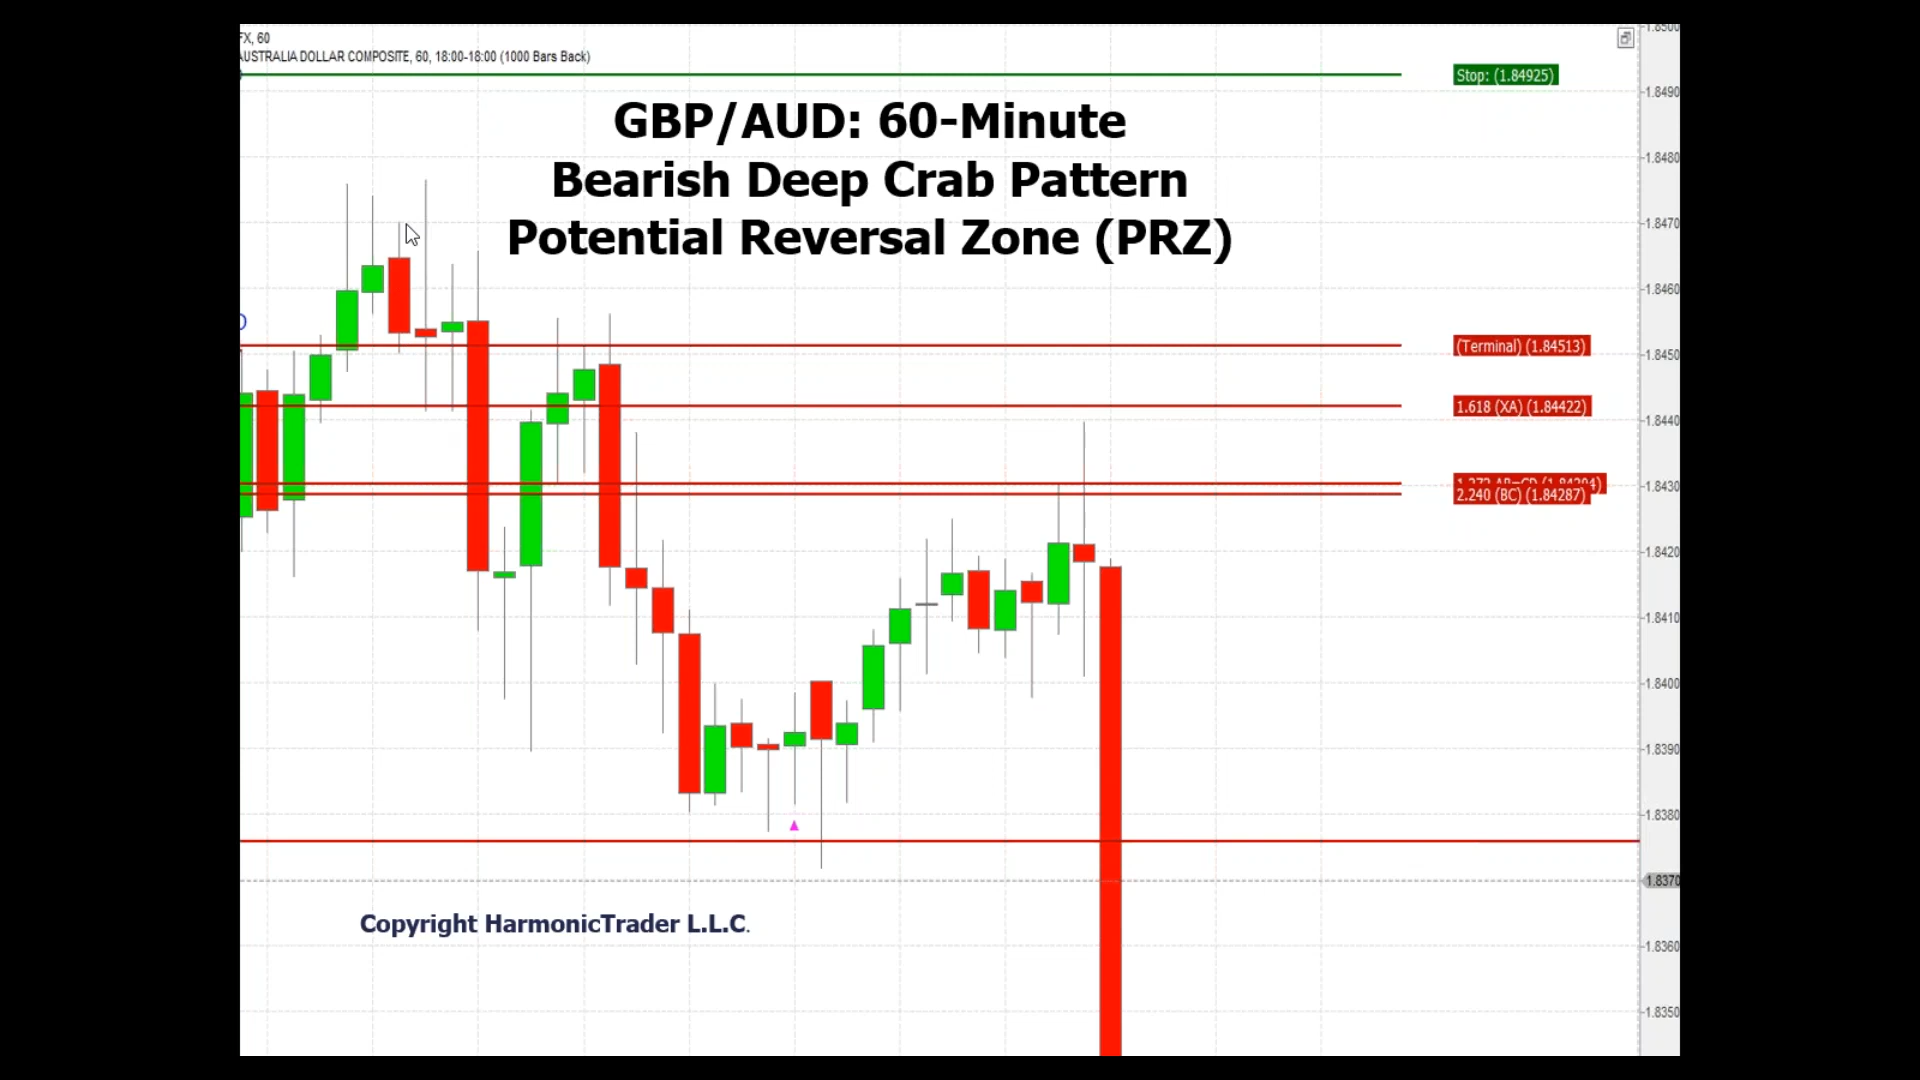 FX, 60
AUSTRALIA DOLLAR COMPOSITE, 60, 18:00-18:00 (1000 Bars Back)
Stop: (1.84925)
1.8490
GBP/AUD: 60-Minute
1.8480
Bearish Deep Crab Pattern
1.8470
Potential Reversal Zone (PRZ)
1.8460
(Terminal) (1.84513)
1.8450
1.618 (XA) (1.84422)
1.8440
1.8430
2.240 (BC) (1.84287)
1.8420
1.8410
1.8400
1.8390
1.8380
1.8370
Copyright HarmonicTrader L.L.C.
1.8360
1.8350